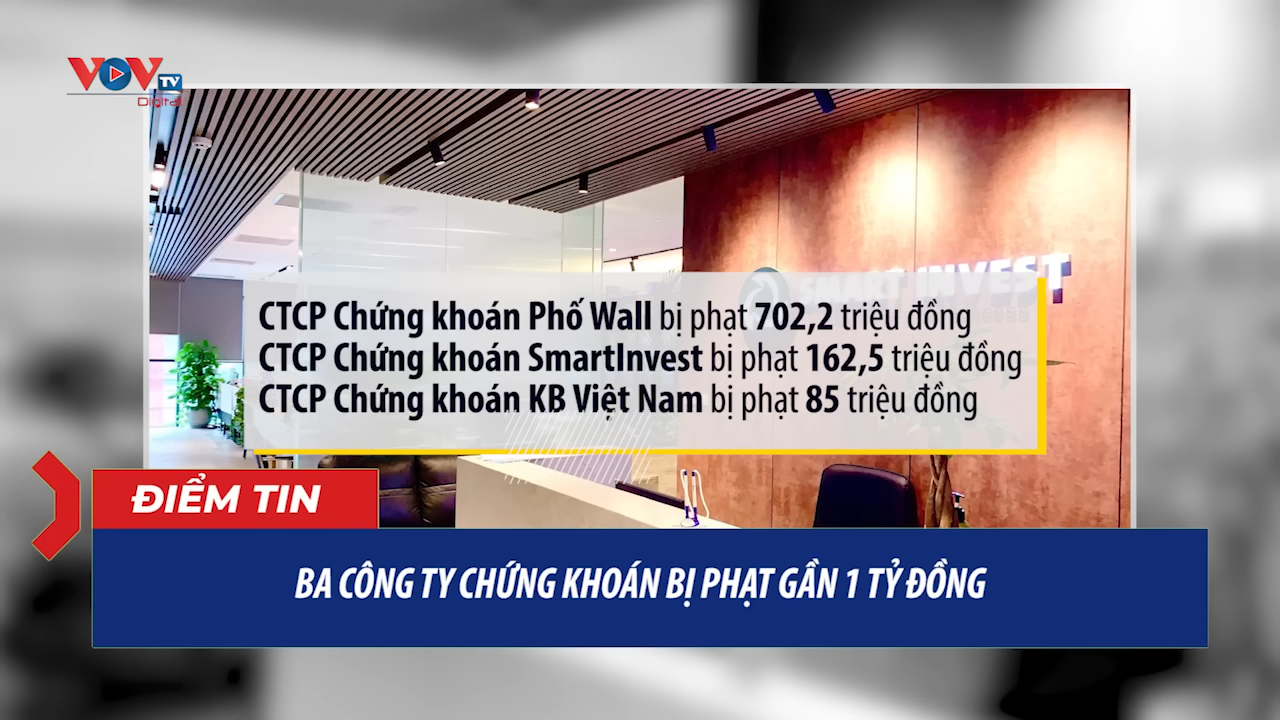 VOV TV
Digital
SMART INVEST
CTCP Chứng khoán Phố Wall bị phạt 702,2 triệu đồng
CTCP Chứng khoán SmartInvest bị phạt 162,5 triệu đồng
CTCP Chứng khoán KB Việt Nam bị phạt 85 triệu đồng
ĐIỂM TIN
BA CÔNG TY CHỨNG KHOÁN BỊ PHẠT GẦN 1 TỶ ĐỒNG